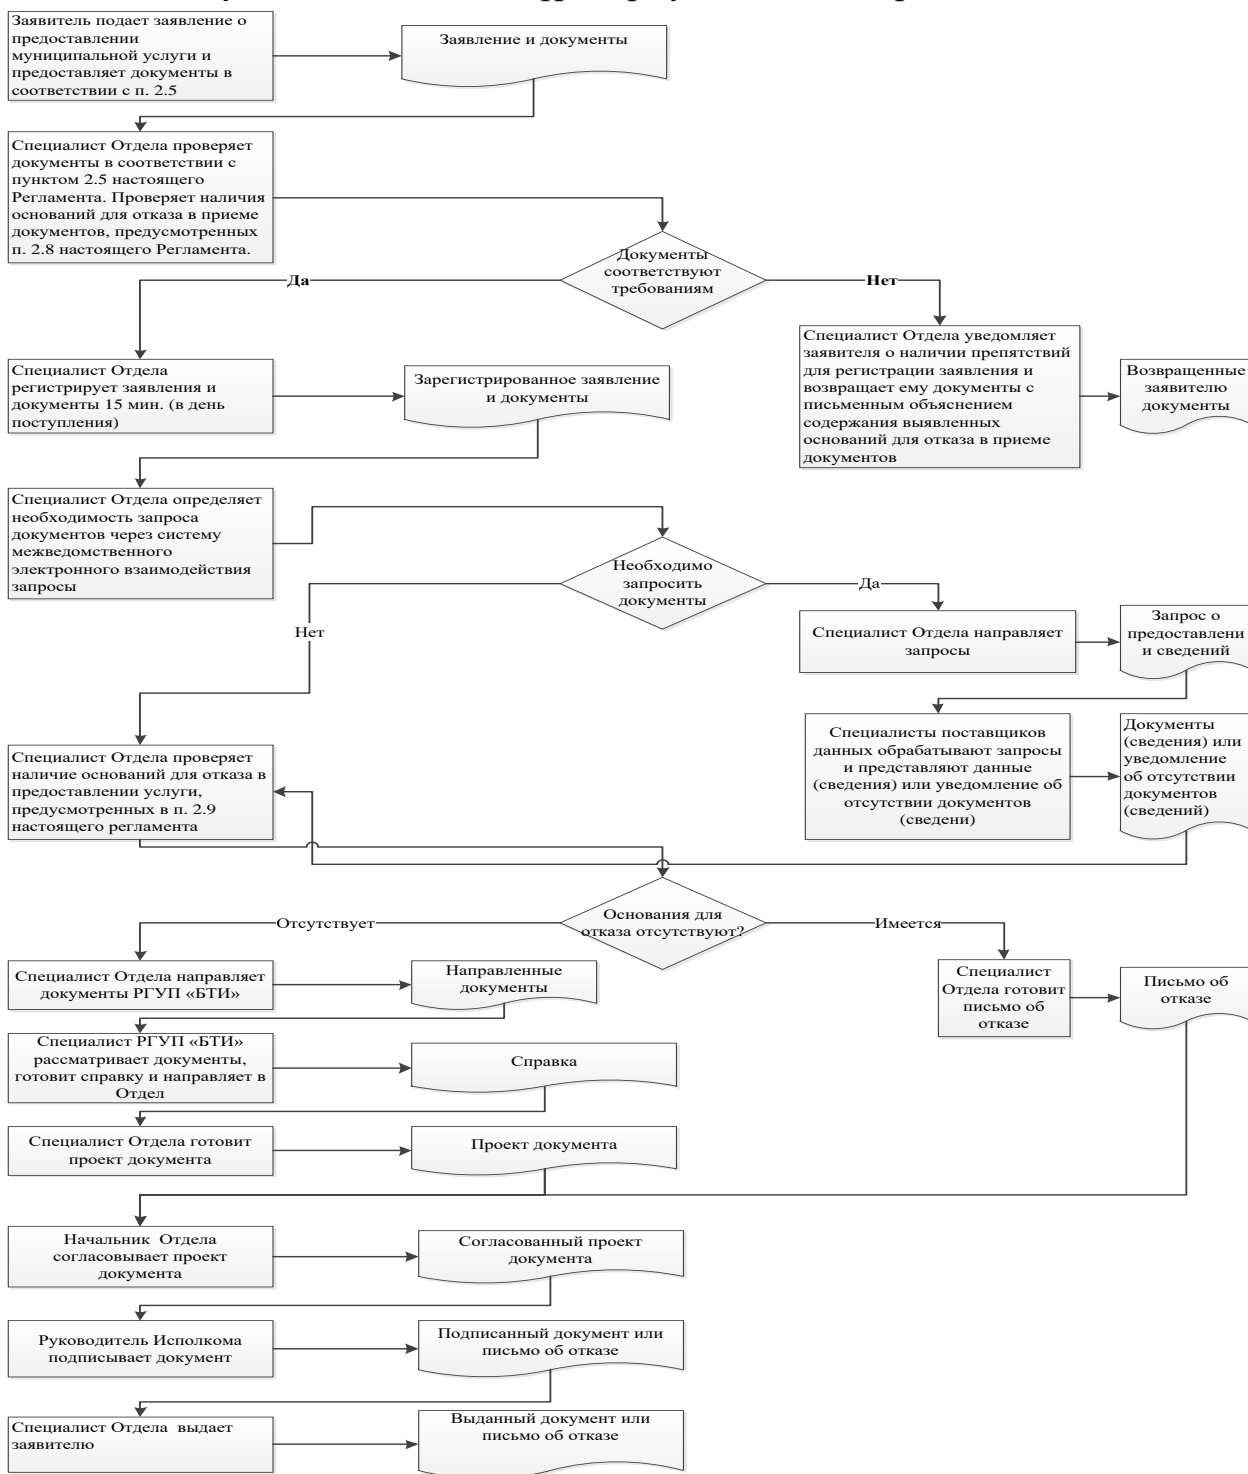 Заявитель подает заявление о
предоставлении
муниципальной услуги и
предоставляет документы в
соответствии с п. 2.5
Заявление и документы
Специалист Отдела проверяет
документы в соответствии с
пунктом 2.5 настоящего
Регламента. Проверяет наличия
оснований для отказа в приеме
документов, предусмотренных
п. 2.8 настоящего Регламента.
Документы
соответствуют
требованиям
Да
Нет
Специалист Отдела
регистрирует заявления и
документы 15 мин. (в день
поступления)
Зарегистрированное заявление
и документы
Специалист Отдела уведомляет
заявителя о наличии препятствий
для регистрации заявления и
возвращает ему документы с
письменным объяснением
содержания выявленных
оснований для отказа в приеме
документов
Возвращенные
заявителю
документы
Специалист Отдела определяет
необходимость запроса
документов через систему
межведомственного
электронного взаимодействия
запросы
Необходимо
запросить
документы
Да
Нет
Специалист Отдела направляет
запросы
Запрос о
предоставлени
и сведений
Специалисты поставщиков
данных обрабатывают запросы
и представляют данные
(сведения) или уведомление об
отсутствии документов
(сведени)
Документы
(сведения) или
уведомление
об отсутствии
документов
(сведений)
Специалист Отдела проверяет
наличие оснований для отказа в
предоставлении услуги,
предусмотренных в п. 2.9
настоящего регламента
Основания для
отказа отсутствуют?
Отсутствует
Имеется
Специалист Отдела направляет
документы РГУП «БТИ»
Направленные
документы
Специалист
Отдела готовит
письмо об
отказе
Письмо об
отказе
Специалист РГУП «БТИ»
рассматривает документы,
готовит справку и направляет в
Отдел
Справка
Специалист Отдела готовит
проект документа
Проект документа
Начальник  Отдела
согласовывает проект
документа
Согласованный проект
документа
Руководитель Исполкома
подписывает документ
Подписанный документ или
письмо об отказе
Специалист Отдела  выдает
заявителю
Выданный документ или
письмо об отказе